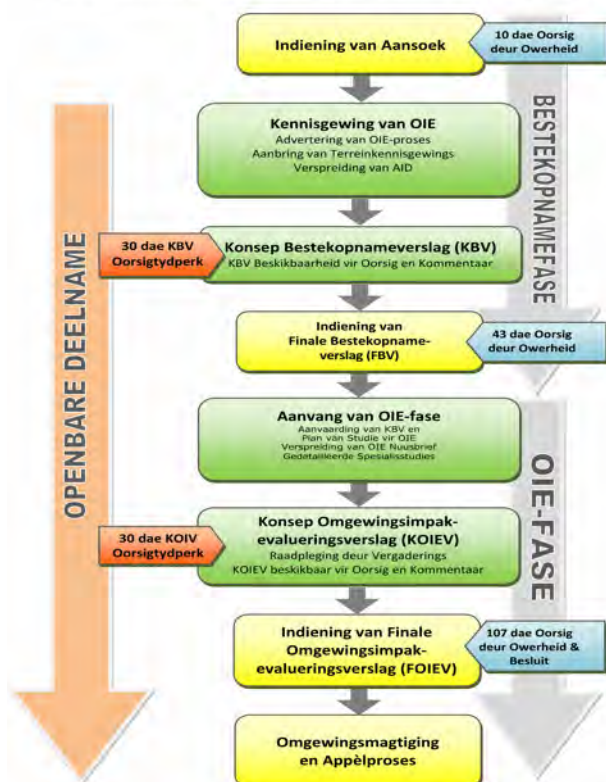 Indiening van Aansoek
10 dae Oorsig
deur Owerheid
BESTEKOPNAMEFASE
OPENBARE DEELNAME
Kennisgewing van OIE
Advertering van OIE-proses
Aanbring van Terreinkennisgewings
Verspreiding van AID
30 dae KBV
Oorsigtydperk
Konsep Bestekopnameverslag (KBV)
KBV Beskikbaarheid vir Oorsig en Kommentaar
Indiening van
Finale Bestekopname-
verslag (FBV)
43 dae Oorsig
deur Owerheid
Aanvang van OIE-fase
Aanvaarding van KBV en
Plan van Studie vir OIE
Verspreiding van OIE Nuusbrief
Gedetailleerde Spesialisstudies
OIE-FASE
30 dae KOIV
Oorsigtydperk
Konsep Omgewingsimpak-
evalueringsverslag (KOIEV)
Raadpleging deur Vergaderings
KOIEV beskikbaar vir Oorsig en Kommentaar
Indiening van Finale
Omgewingsimpak-
evalueringsverslag (FOIEV)
107 dae Oorsig
deur Owerheid &
Besluit
Omgewingsmagtiging
en Appèlproses